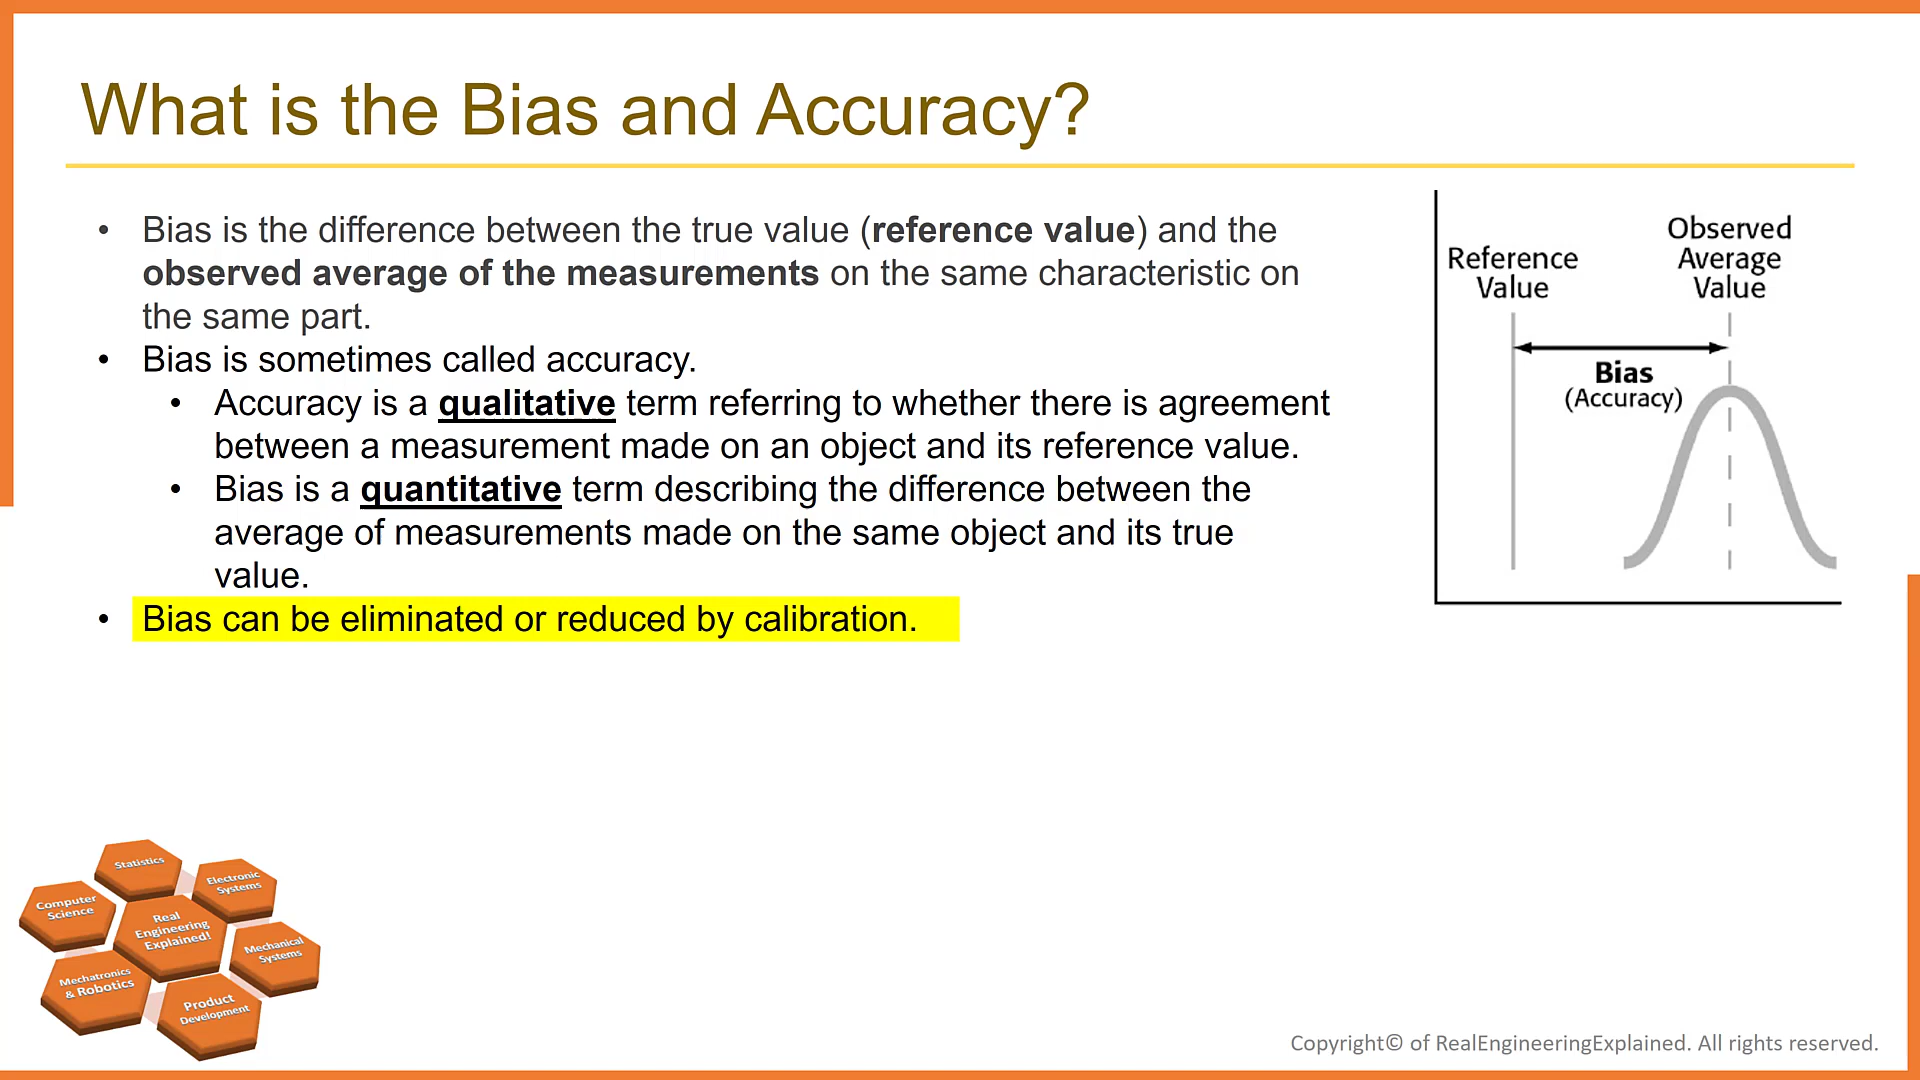 What is the Bias and Accuracy?
• Bias is the difference between the true value (reference value) and the
observed average of the measurements on the same characteristic on
the same part.
• Bias is sometimes called accuracy.
• Accuracy is a qualitative term referring to whether there is agreement
between a measurement made on an object and its reference value.
• Bias is a quantitative term describing the difference between the
average of measurements made on the same object and its true
value.
• Bias can be eliminated or reduced by calibration.
Reference
Value
Observed
Average
Value
Bias
(Accuracy)
Statistics
Electronic
Systems
Computer
Science
Real
Engineering
Explained!
Mechanical
Systems
Mechatronics
& Robotics
Product
Development
Copyright© of RealEngineeringExplained. All rights reserved.